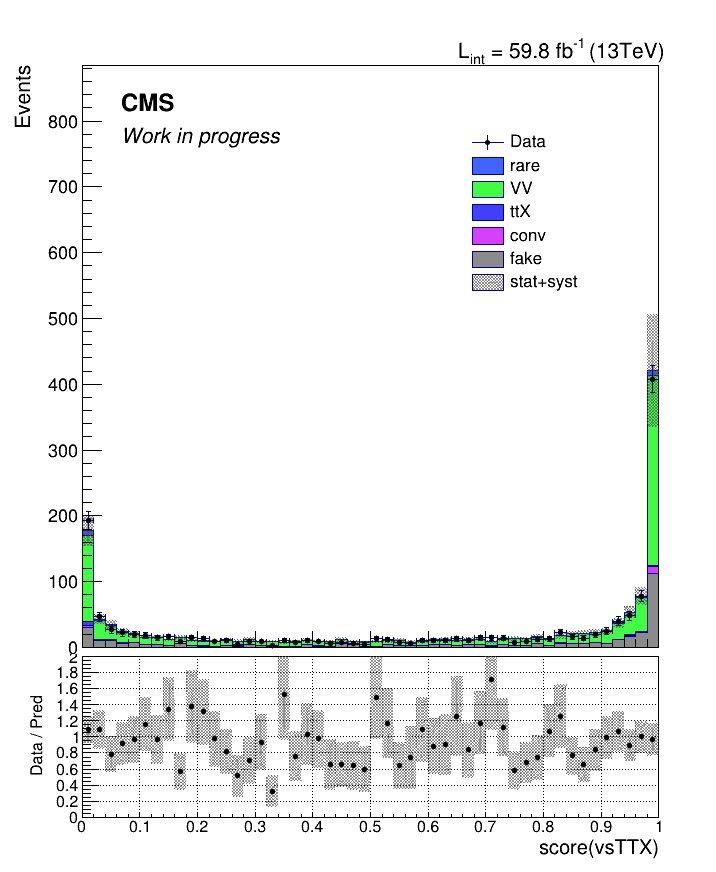 L_int = 59.8 fb^-1 (13TeV)
Events
CMS
Work in progress
Data
rare
VV
ttX
conv
fake
stat+syst
800
700
600
500
400
300
200
100
0
Data / Pred
2
1.8
1.6
1.4
1.2
1
0.8
0.6
0.4
0.2
0
0 0.1 0.2 0.3 0.4 0.5 0.6 0.7 0.8 0.9 1
score(vsTTX)